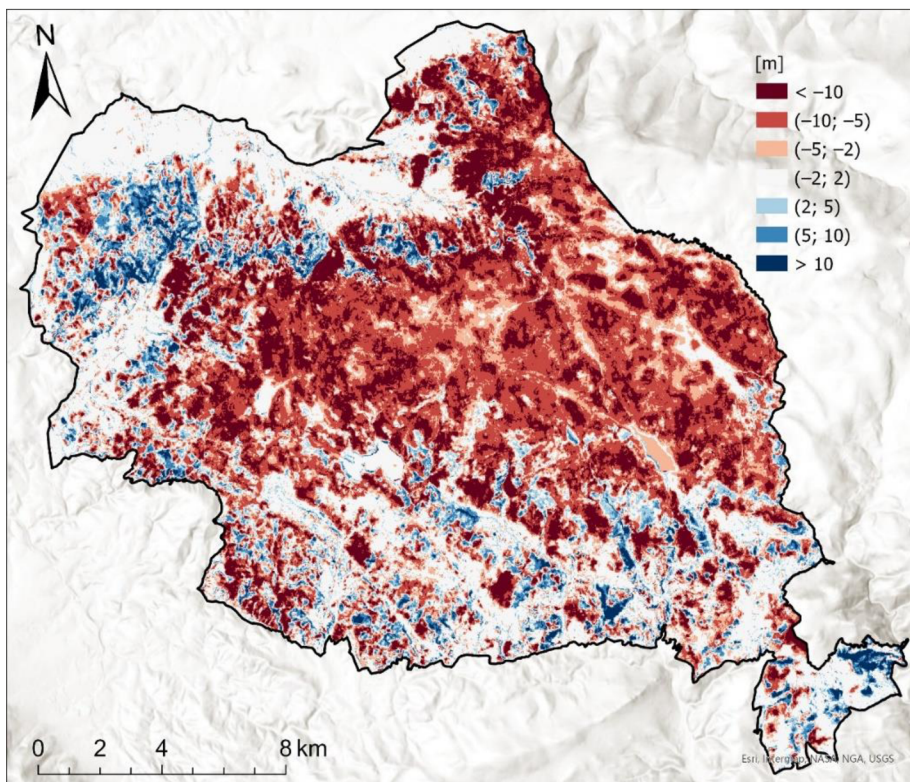 N
[m]
< –10
(–10; –5)
(–5; –2)
(–2; 2)
(2; 5)
(5; 10)
> 10
0 2 4 8 km
Esri, Intermap, NASA, NGA, USGS